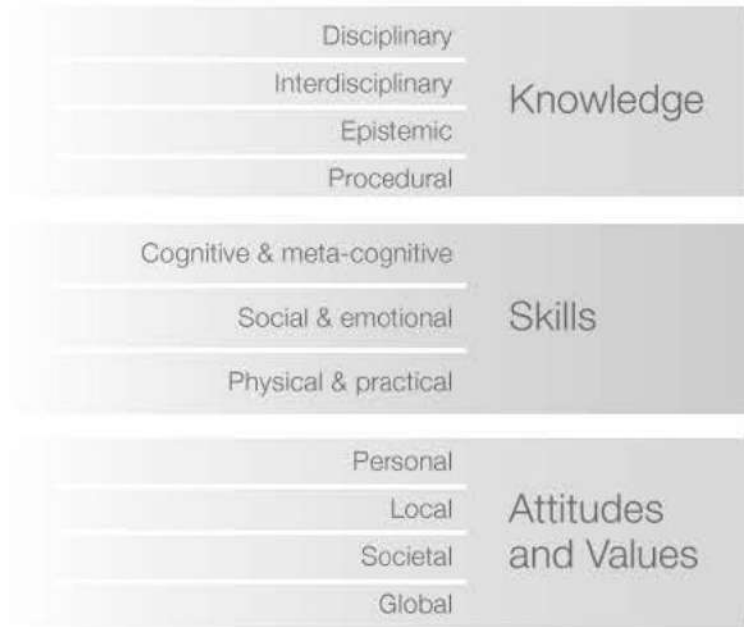 Disciplinary
Interdisciplinary
Epistemic
Procedural
Knowledge
Cognitive & meta-cognitive
Social & emotional
Physical & practical
Skills
Personal
Local
Societal
Global
Attitudes
and Values